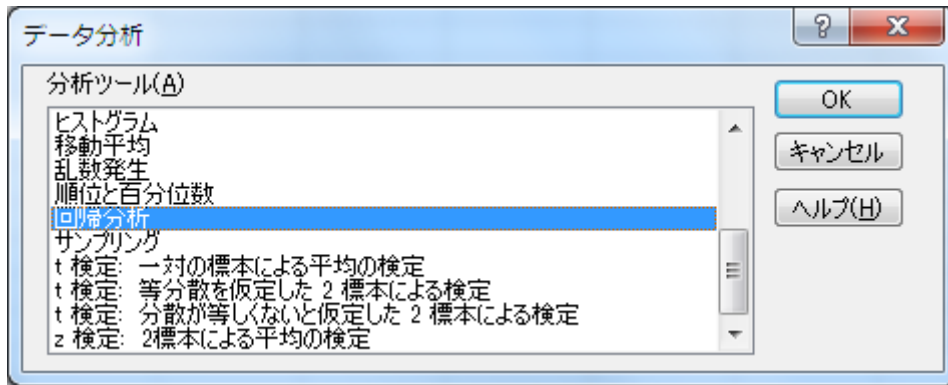 データ分析
分析ツール(A)
ヒストグラム
移動平均
乱数発生
順位と百分位数
回帰分析
サンプリング
t 検定: 一対の標本による平均の検定
t 検定: 等分散を仮定した 2 標本による検定
t 検定: 分散が等しくないと仮定した 2 標本による検定
z 検定: 2標本による平均の検定
OK
キャンセル
ヘルプ(H)